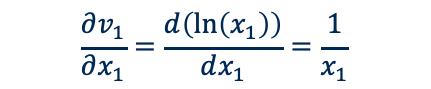 ∂v₁/∂x₁ = d(ln(x₁))/dx₁ = 1/x₁